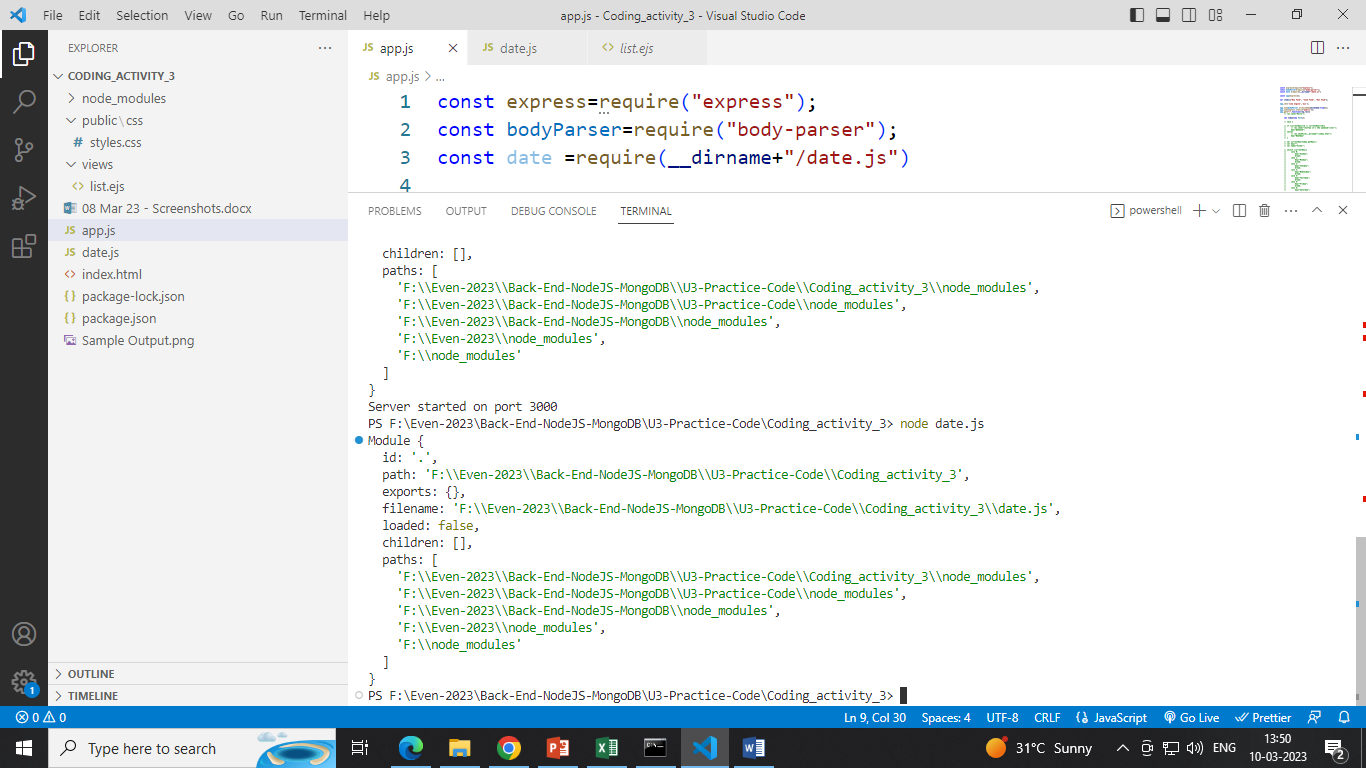 File Edit Selection View Go Run Terminal Help app.js - Coding_activity_3 - Visual Studio Code
EXPLORER
CODING_ACTIVITY_3
node_modules
public\css
# styles.css
views
<> list.ejs
08 Mar 23 - Screenshots.docx
JS app.js
JS date.js
<> index.html
{} package-lock.json
{} package.json
Sample Output.png
OUTLINE
TIMELINE
JS app.js JS date.js <> list.ejs
JS app.js > ...
1 const express=require("express");
2 const bodyParser=require("body-parser");
3 const date =require(__dirname+"/date.js")
4
PROBLEMS OUTPUT DEBUG CONSOLE TERMINAL powershell
children: [],
paths: [
'F:\\Even-2023\\Back-End-NodeJS-MongoDB\\U3-Practice-Code\\Coding_activity_3\\node_modules',
'F:\\Even-2023\\Back-End-NodeJS-MongoDB\\U3-Practice-Code\\node_modules',
'F:\\Even-2023\\Back-End-NodeJS-MongoDB\\node_modules',
'F:\\Even-2023\\node_modules',
'F:\\node_modules'
]
}
Server started on port 3000
PS F:\Even-2023\Back-End-NodeJS-MongoDB\U3-Practice-Code\Coding_activity_3> node date.js
Module {
id: '.',
path: 'F:\\Even-2023\\Back-End-NodeJS-MongoDB\\U3-Practice-Code\\Coding_activity_3',
exports: {},
filename: 'F:\\Even-2023\\Back-End-NodeJS-MongoDB\\U3-Practice-Code\\Coding_activity_3\\date.js',
loaded: false,
children: [],
paths: [
'F:\\Even-2023\\Back-End-NodeJS-MongoDB\\U3-Practice-Code\\Coding_activity_3\\node_modules',
'F:\\Even-2023\\Back-End-NodeJS-MongoDB\\U3-Practice-Code\\node_modules',
'F:\\Even-2023\\Back-End-NodeJS-MongoDB\\node_modules',
'F:\\Even-2023\\node_modules',
'F:\\node_modules'
]
}
PS F:\Even-2023\Back-End-NodeJS-MongoDB\U3-Practice-Code\Coding_activity_3>
1
0 0 Ln 9, Col 30 Spaces: 4 UTF-8 CRLF {} JavaScript Go Live Prettier
Type here to search 31°C Sunny ENG 13:50
10-03-2023 2